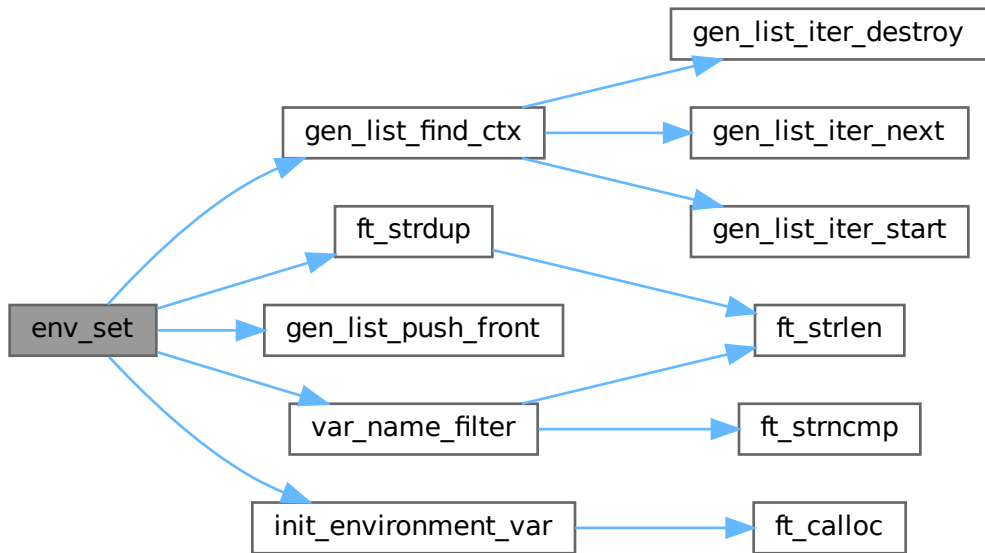 gen_list_iter_destroy
gen_list_find_ctx
gen_list_iter_next
ft_strdup
gen_list_iter_start
env_set
gen_list_push_front
ft_strlen
var_name_filter
ft_strncmp
init_environment_var
ft_calloc